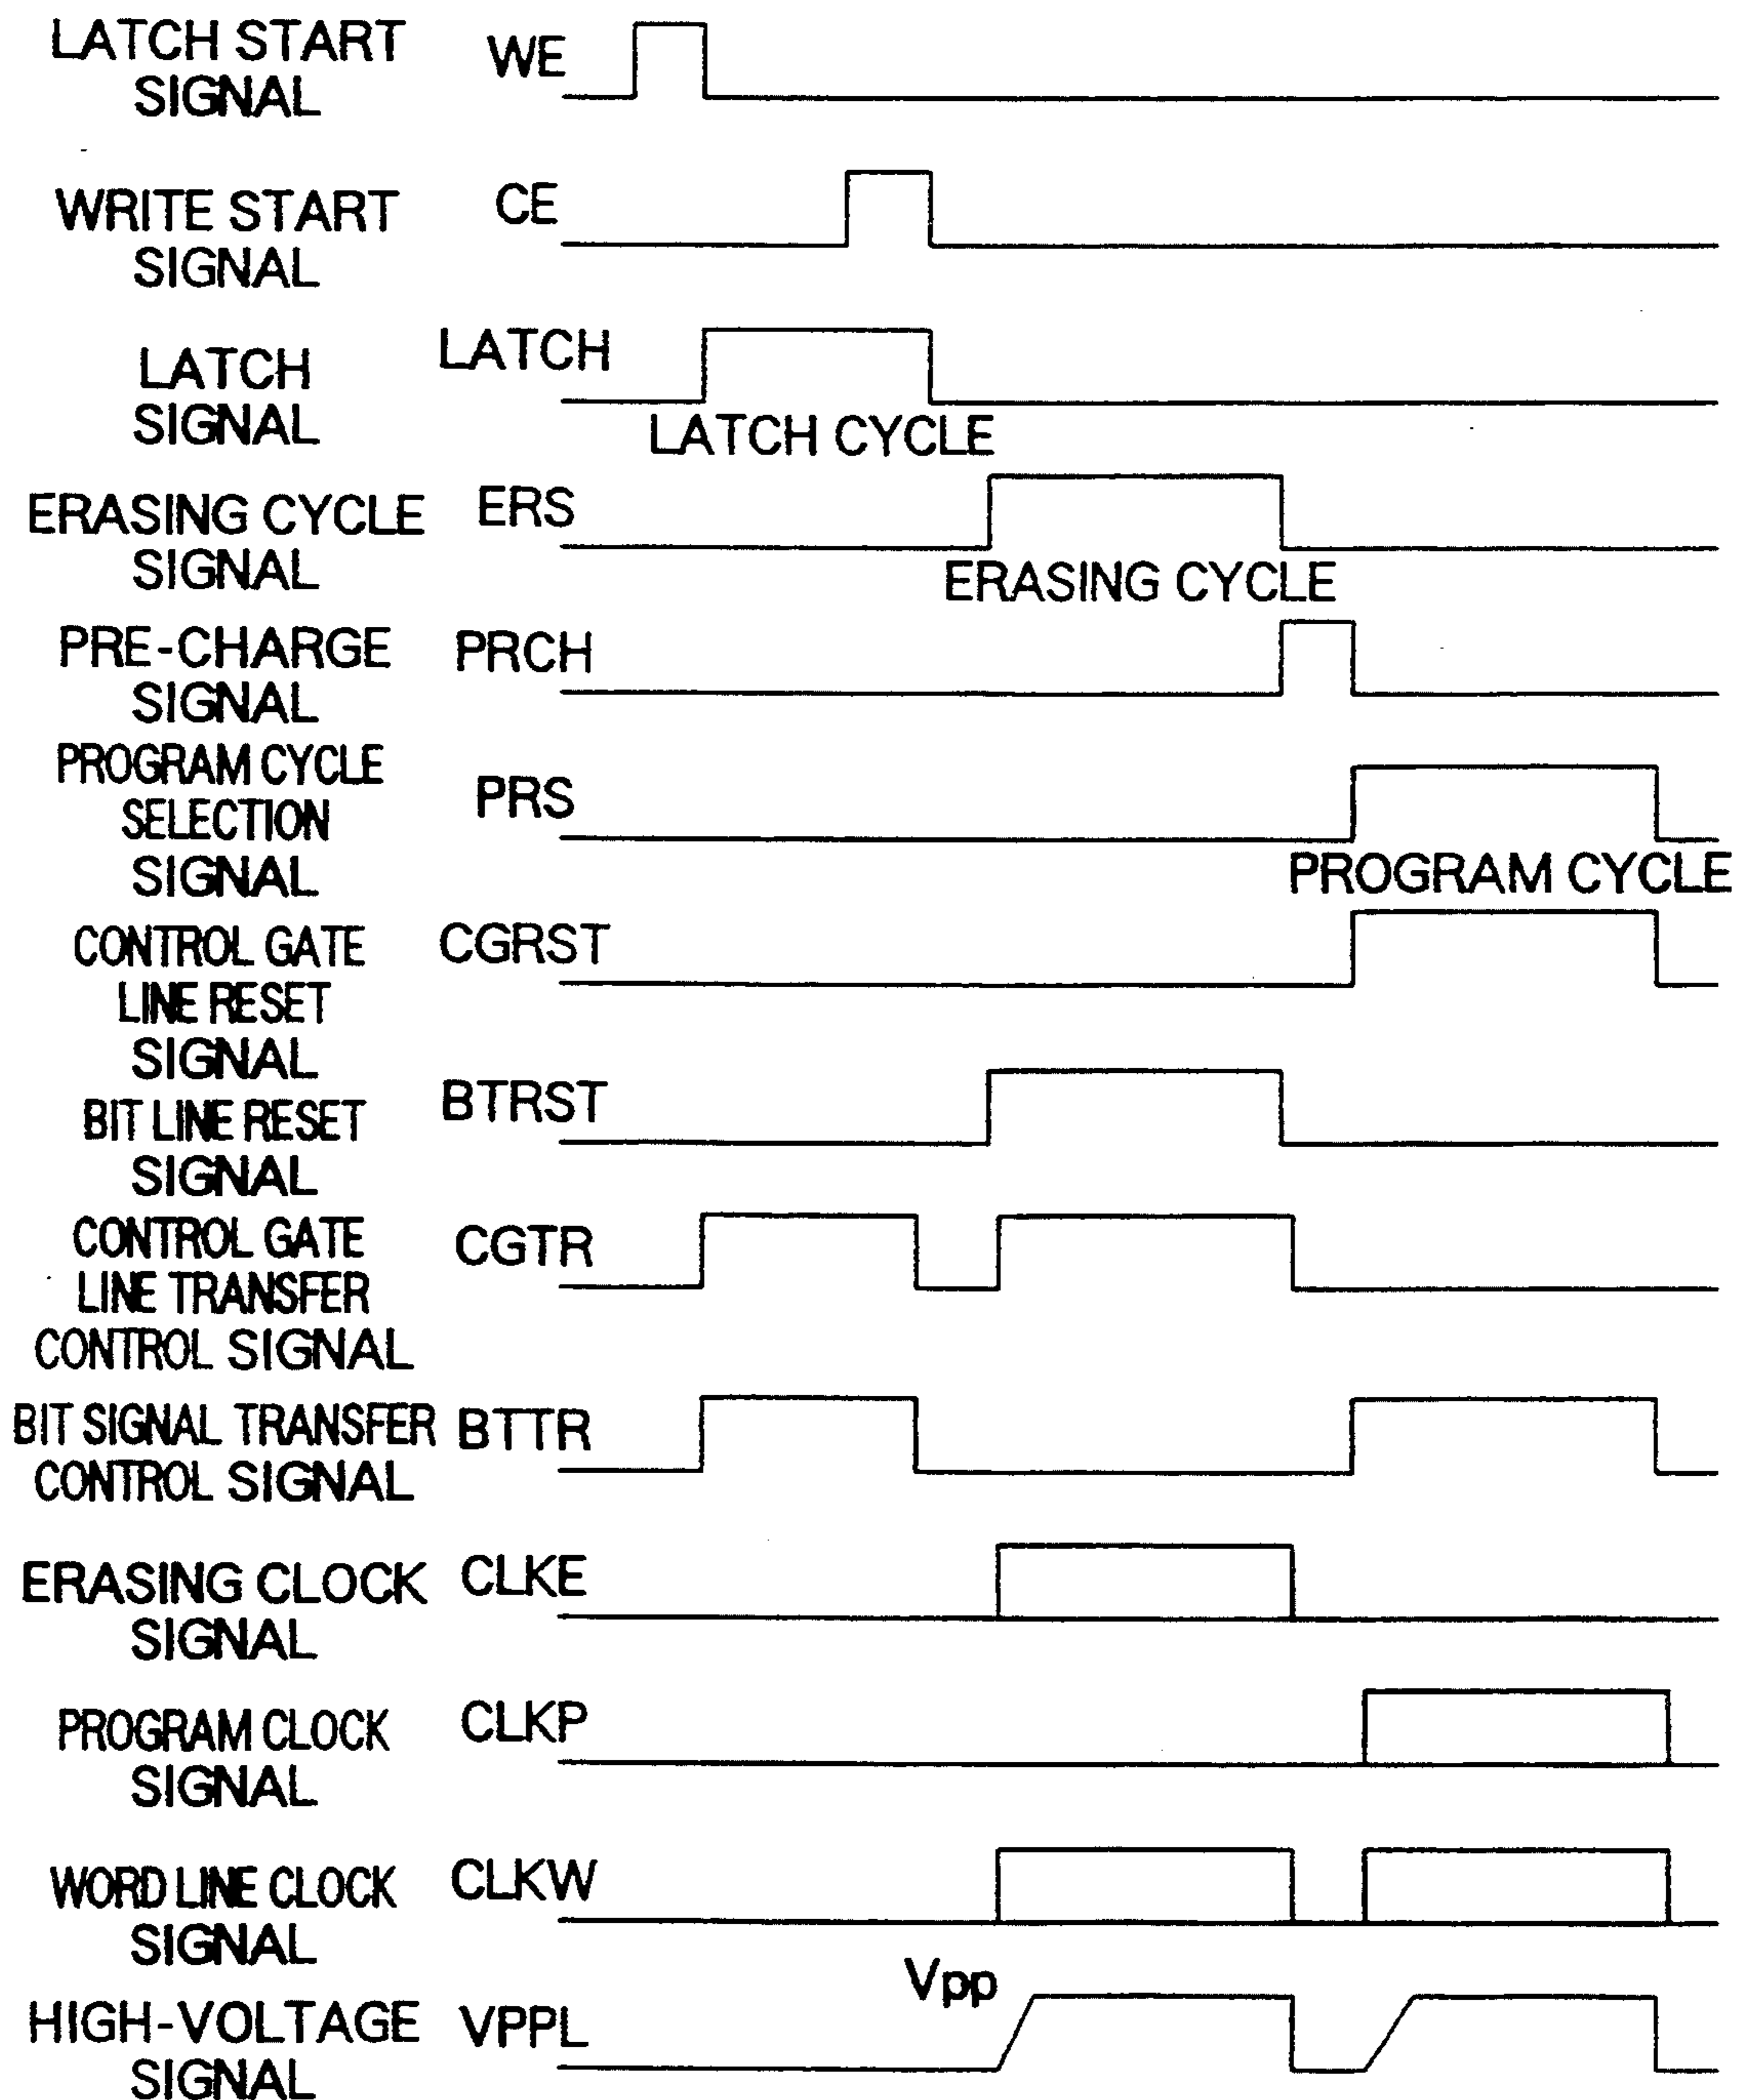 LATCH START
SIGNAL
WE
WRITE START
SIGNAL
CE
LATCH
SIGNAL
LATCH
LATCH CYCLE
ERASING CYCLE
SIGNAL
ERS
ERASING CYCLE
PRE-CHARGE
SIGNAL
PRCH
PROGRAM CYCLE
SELECTION
SIGNAL
PRS
PROGRAM CYCLE
CONTROL GATE
LINE RESET
SIGNAL
CGRST
BIT LINE RESET
SIGNAL
BTRST
CONTROL GATE
LINE TRANSFER
CONTROL SIGNAL
CGTR
BIT SIGNAL TRANSFER
CONTROL SIGNAL
BTTR
ERASING CLOCK
SIGNAL
CLKE
PROGRAM CLOCK
SIGNAL
CLKP
WORD LINE CLOCK
SIGNAL
CLKW
HIGH-VOLTAGE
SIGNAL
VPPL
Vpp